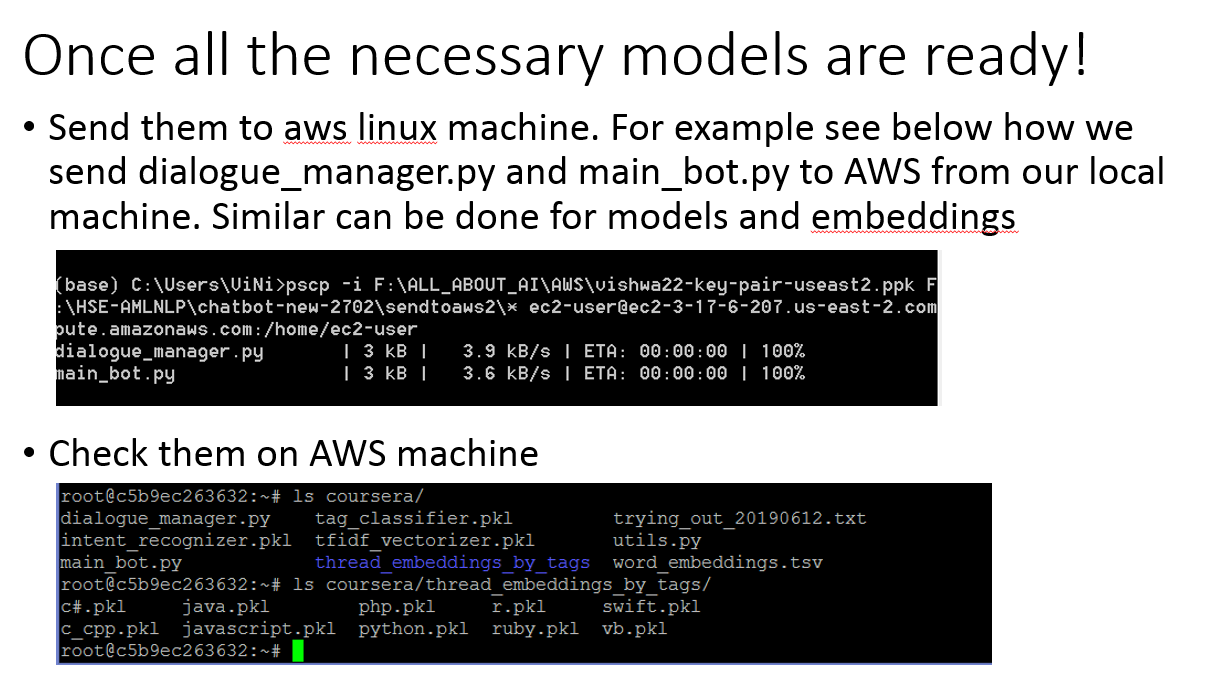 Once all the necessary models are ready!
• Send them to aws linux machine. For example see below how we
send dialogue_manager.py and main_bot.py to AWS from our local
machine. Similar can be done for models and embeddings
(base) C:\Users\ViNi>pscp -i F:\ALL_ABOUT_AI\AWS\vishwa22-key-pair-useast2.ppk F
:\HSE-AMLNLP\chatbot-new-2702\sendtoaws2\* ec2-user@ec2-3-17-6-207.us-east-2.com
pute.amazonaws.com:/home/ec2-user
dialogue_manager.py | 3 kB | 3.9 kB/s | ETA: 00:00:00 | 100%
main_bot.py | 3 kB | 3.6 kB/s | ETA: 00:00:00 | 100%
• Check them on AWS machine
root@c5b9ec263632:~# ls coursera/
dialogue_manager.py tag_classifier.pkl trying_out_20190612.txt
intent_recognizer.pkl tfidf_vectorizer.pkl utils.py
main_bot.py thread_embeddings_by_tags word_embeddings.tsv
root@c5b9ec263632:~# ls coursera/thread_embeddings_by_tags/
c#.pkl java.pkl php.pkl r.pkl swift.pkl
c_cpp.pkl javascript.pkl python.pkl ruby.pkl vb.pkl
root@c5b9ec263632:~#